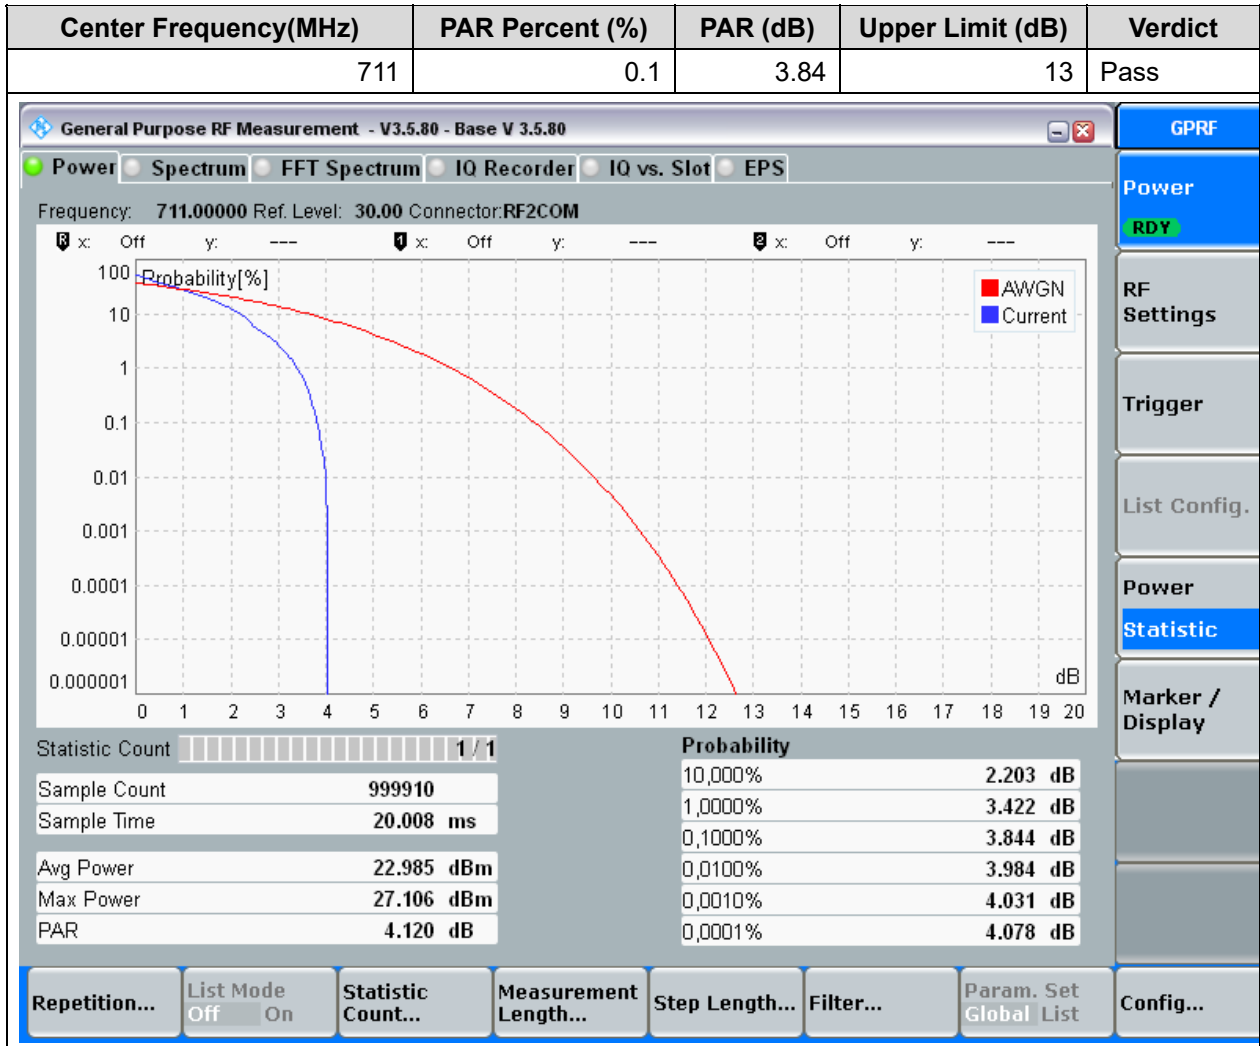 Center Frequency(MHz) PAR Percent (%) PAR (dB) Upper Limit (dB) Verdict
711 0.1 3.84 13 Pass
General Purpose RF Measurement - V3.5.80 - Base V 3.5.80
GPRF
Power Spectrum FFT Spectrum IQ Recorder IQ vs. Slot EPS
Frequency: 711.00000 Ref. Level: 30.00 Connector:RF2COM
R x: Off y: --- 1 x: Off y: --- 2 x: Off y: ---
Probability[%]
100
10
1
0.1
0.01
0.001
0.0001
0.00001
0.000001
AWGN
Current
dB
0 1 2 3 4 5 6 7 8 9 10 11 12 13 14 15 16 17 18 19 20
Statistic Count 1 / 1
Sample Count 999910
Sample Time 20.008 ms
Avg Power 22.985 dBm
Max Power 27.106 dBm
PAR 4.120 dB
Probability
10,000% 2.203 dB
1,0000% 3.422 dB
0,1000% 3.844 dB
0,0100% 3.984 dB
0,0010% 4.031 dB
0,0001% 4.078 dB
Power
RDY
RF
Settings
Trigger
List Config.
Power
Statistic
Marker /
Display
Repetition...
List Mode
Off On
Statistic
Count...
Measurement
Length...
Step Length...
Filter...
Param. Set
Global List
Config...